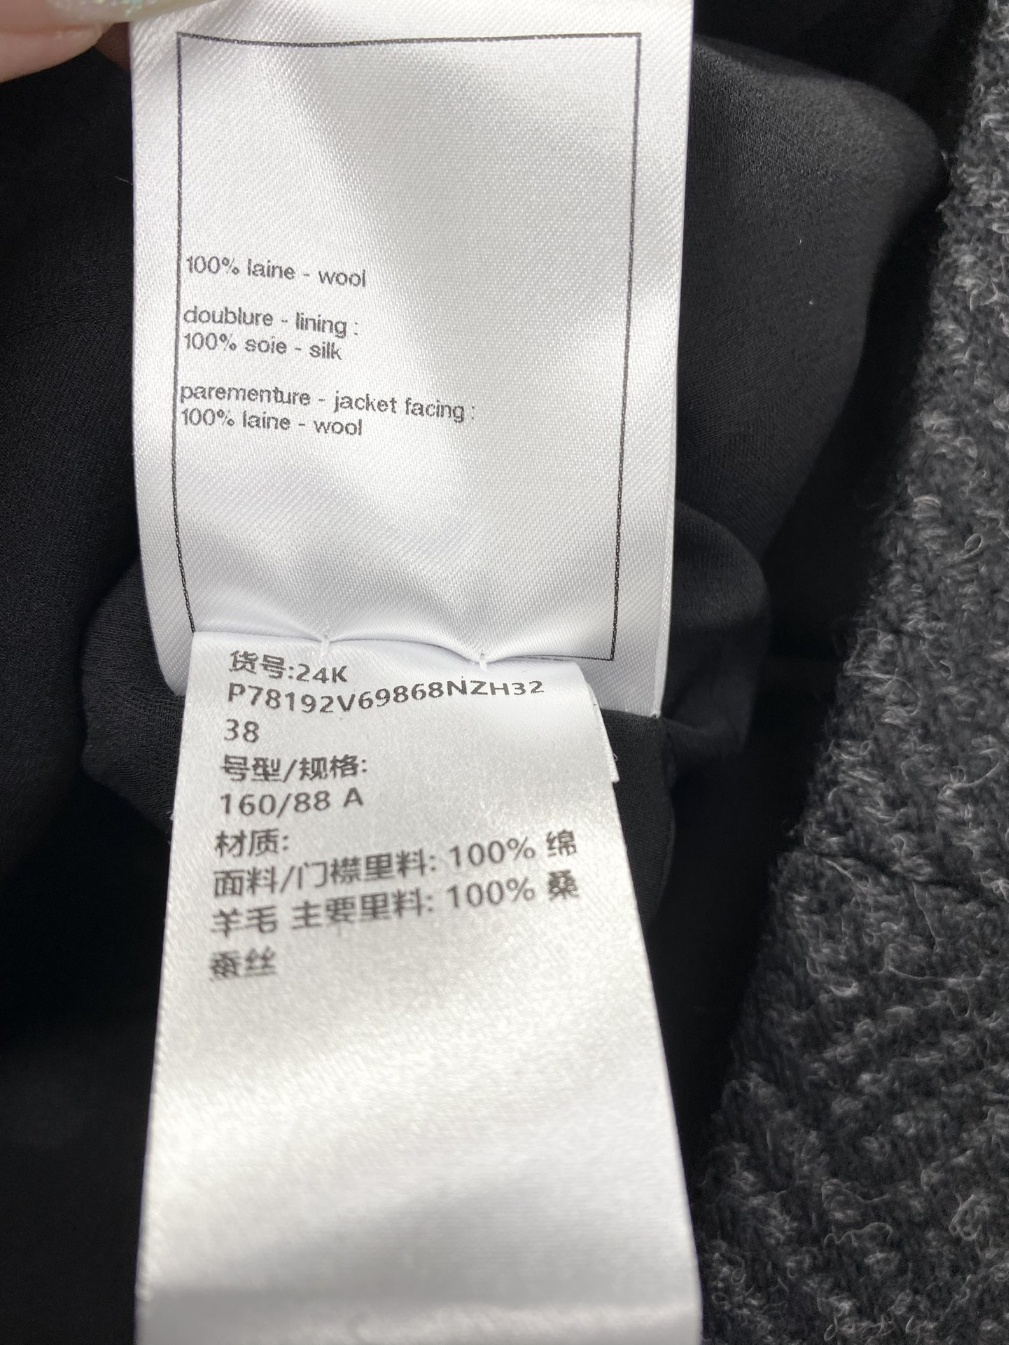 100% laine - wool
doublure - lining :
100% soie - silk
parementure - jacket facing :
100% laine - wool
货号:24K
P78192V69868NZH32
38
号型/规格:
160/88 A
材质:
面料/门襟里料: 100% 绵
羊毛 主要里料: 100% 桑
蚕丝